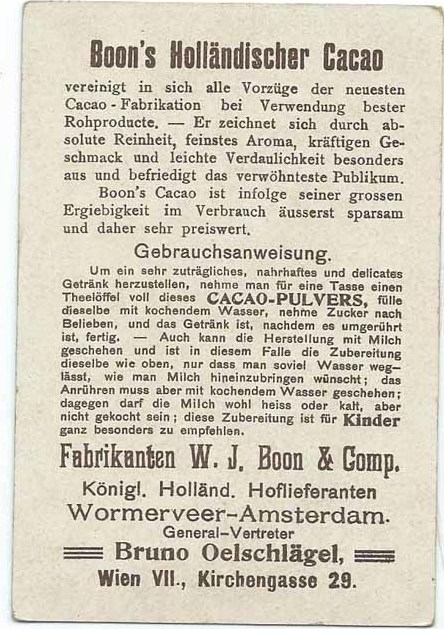 Boon's Holländischer Cacao
vereinigt in sich alle Vorzüge der neuesten
Cacao-Fabrikation bei Verwendung bester
Rohproducte. — Er zeichnet sich durch ab-
solute Reinheit, feinstes Aroma, kräftigen Ge-
schmack und leichte Verdaulichkeit besonders
aus und befriedigt das verwöhnteste Publikum.
Boon's Cacao ist infolge seiner grossen
Ergiebigkeit im Verbrauch äusserst sparsam
und daher sehr preiswert.
Gebrauchsanweisung.
Um ein sehr zuträgliches, nahrhaftes und delicates
Getränk herzustellen, nehme man für eine Tasse einen
Theelöffel voll dieses CACAO-PULVERS, fülle
dieselbe mit kochendem Wasser, nehme Zucker nach
Belieben, und das Getränk ist, nachdem es umgerührt
ist, fertig. — Auch kann die Herstellung mit Milch
geschehen und ist in diesem Falle die Zubereitung
dieselbe wie oben, nur dass man soviel Wasser weg-
lässt, wie man Milch hineinzubringen wünscht; das
Anrühren muss aber mit kochendem Wasser geschehen;
dagegen darf die Milch wohl heiss oder kalt, aber
nicht gekocht sein; diese Zubereitung ist für Kinder
ganz besonders zu empfehlen.
Fabrikanten W. J. Boon & Comp.
Königl. Holländ. Hoflieferanten
Wormerveer-Amsterdam.
General-Vertreter
Bruno Oelschlägel,
Wien VII., Kirchengasse 29.